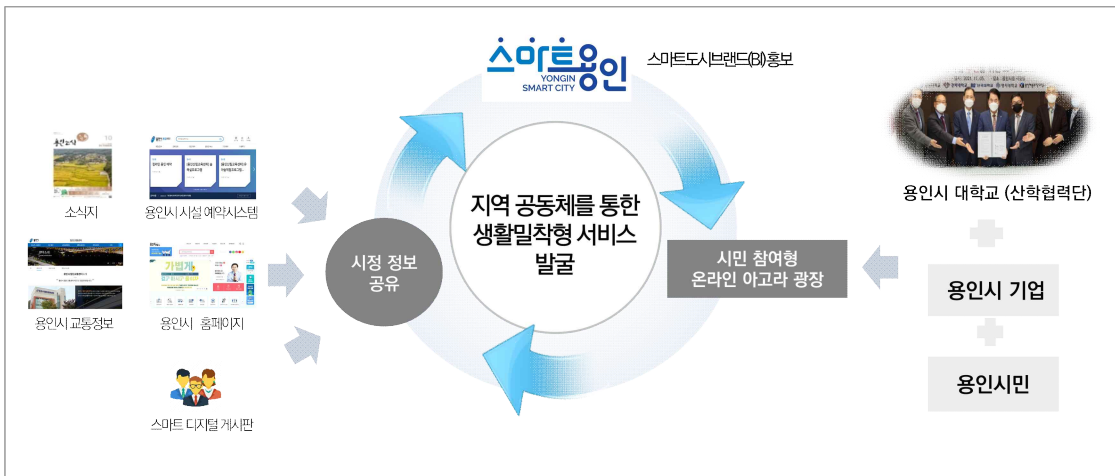 스마트용인
YONGIN
SMART CITY
스마트도시브랜드(BI) 홍보
소식지
용인시 시설 예약시스템
용인시 교통정보
용인시 홈페이지
스마트 디지털 게시판
시정 정보
공유
지역 공동체를 통한
생활밀착형 서비스
발굴
시민 참여형
온라인 아고라 광장
용인시 대학교 (산학협력단)
용인시 기업
용인시민